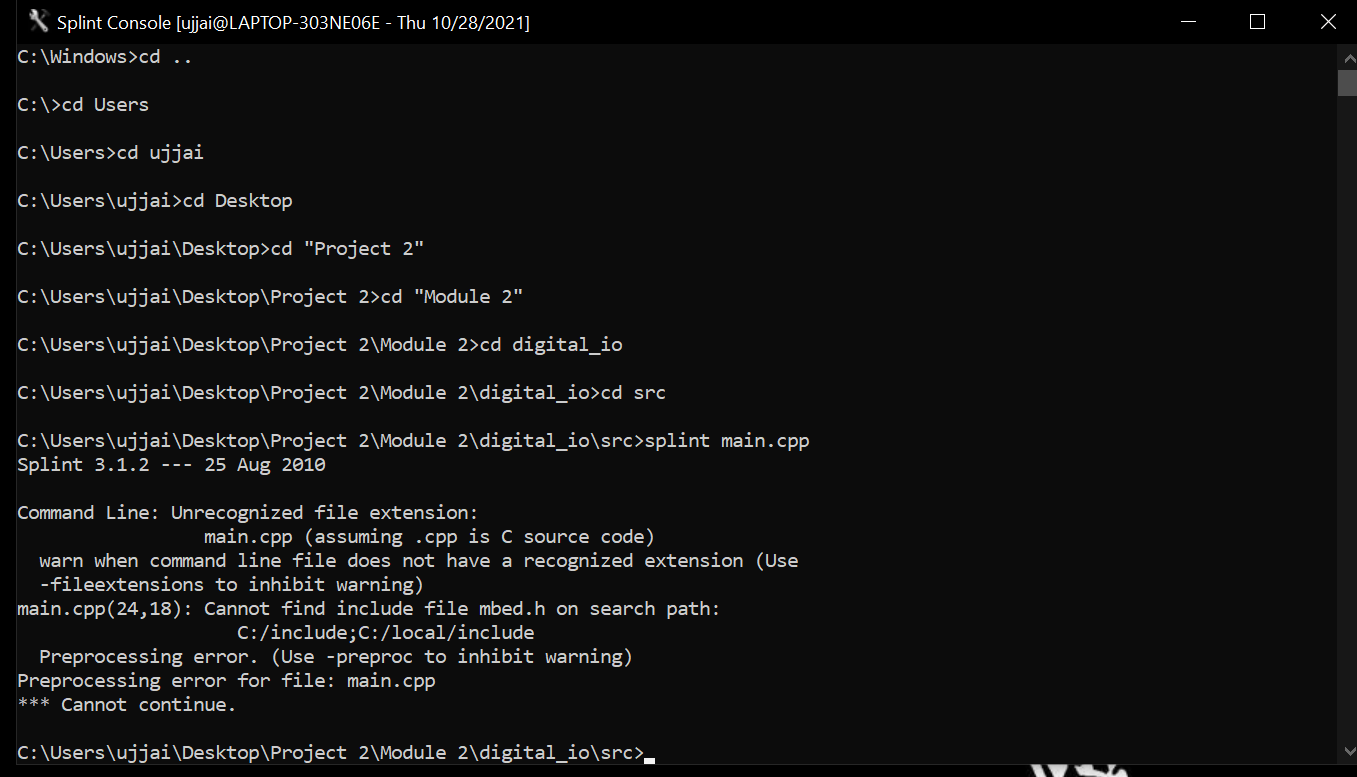 Splint Console [ujjai@LAPTOP-303NE06E - Thu 10/28/2021]
C:\Windows>cd ..
C:\>cd Users
C:\Users>cd ujjai
C:\Users\ujjai>cd Desktop
C:\Users\ujjai\Desktop>cd "Project 2"
C:\Users\ujjai\Desktop\Project 2>cd "Module 2"
C:\Users\ujjai\Desktop\Project 2\Module 2>cd digital_io
C:\Users\ujjai\Desktop\Project 2\Module 2\digital_io>cd src
C:\Users\ujjai\Desktop\Project 2\Module 2\digital_io\src>splint main.cpp
Splint 3.1.2 --- 25 Aug 2010
Command Line: Unrecognized file extension:
main.cpp (assuming .cpp is C source code)
warn when command line file does not have a recognized extension (Use
-fileextensions to inhibit warning)
main.cpp(24,18): Cannot find include file mbed.h on search path:
C:/include;C:/local/include
Preprocessing error. (Use -preproc to inhibit warning)
Preprocessing error for file: main.cpp
*** Cannot continue.
C:\Users\ujjai\Desktop\Project 2\Module 2\digital_io\src>